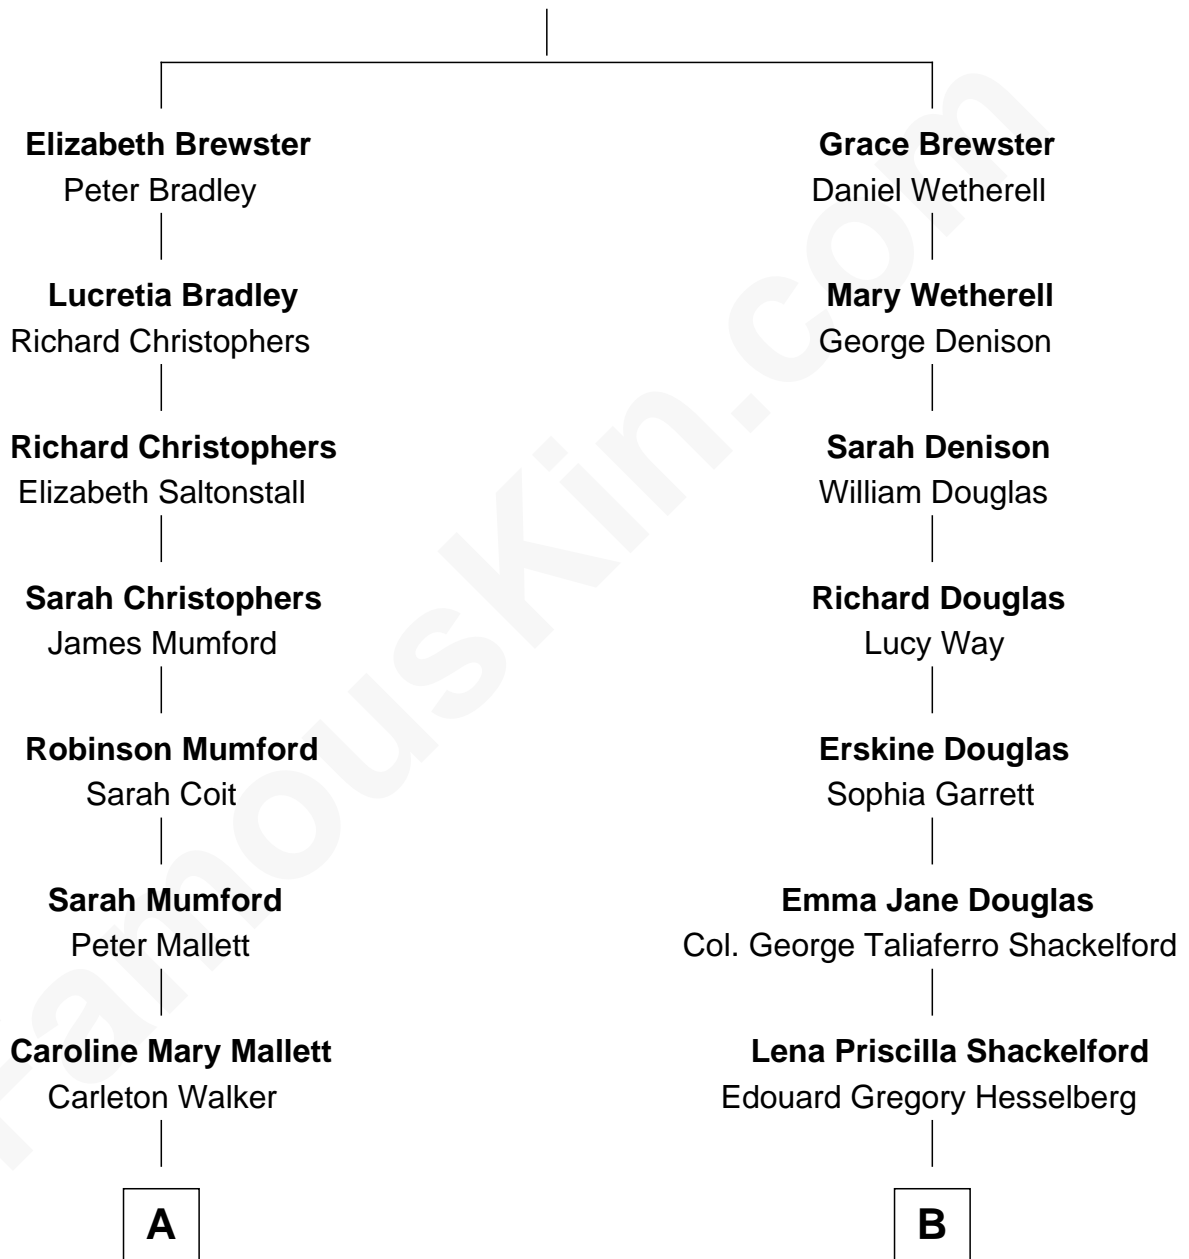 Elizabeth Brewster
Peter Bradley
Lucretia Bradley
Richard Christophers
Richard Christophers
Elizabeth Saltonstall
Sarah Christophers
James Mumford
Robinson Mumford
Sarah Coit
Sarah Mumford
Peter Mallett
Caroline Mary Mallett
Carleton Walker
A
Grace Brewster
Daniel Wetherell
Mary Wetherell
George Denison
Sarah Denison
William Douglas
Richard Douglas
Lucy Way
Erskine Douglas
Sophia Garrett
Emma Jane Douglas
Col. George Taliaferro Shackelford
Lena Priscilla Shackelford
Edouard Gregory Hesselberg
B
FamousKin.com